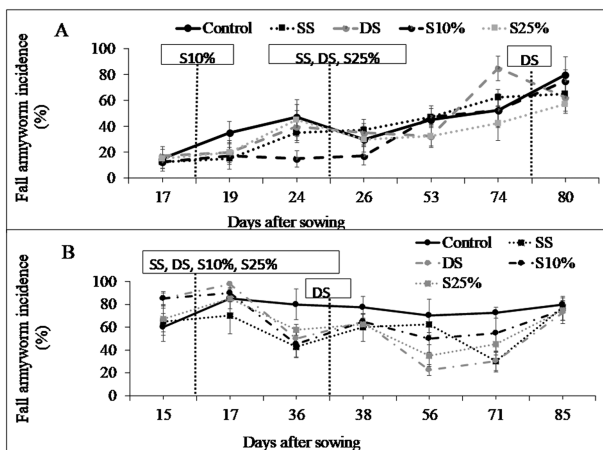 A
Control SS DS S10% S25%
S10%
SS, DS, S25%
DS
Fall armyworm incidence
(%)
100
80
60
40
20
0
17 19 24 26 53 74 80
Days after sowing
B
Control SS
DS S10%
S25%
SS, DS, S10%, S25%
DS
Fall armyworm incidence
(%)
100
80
60
40
20
0
15 17 36 38 56 71 85
Days after sowing